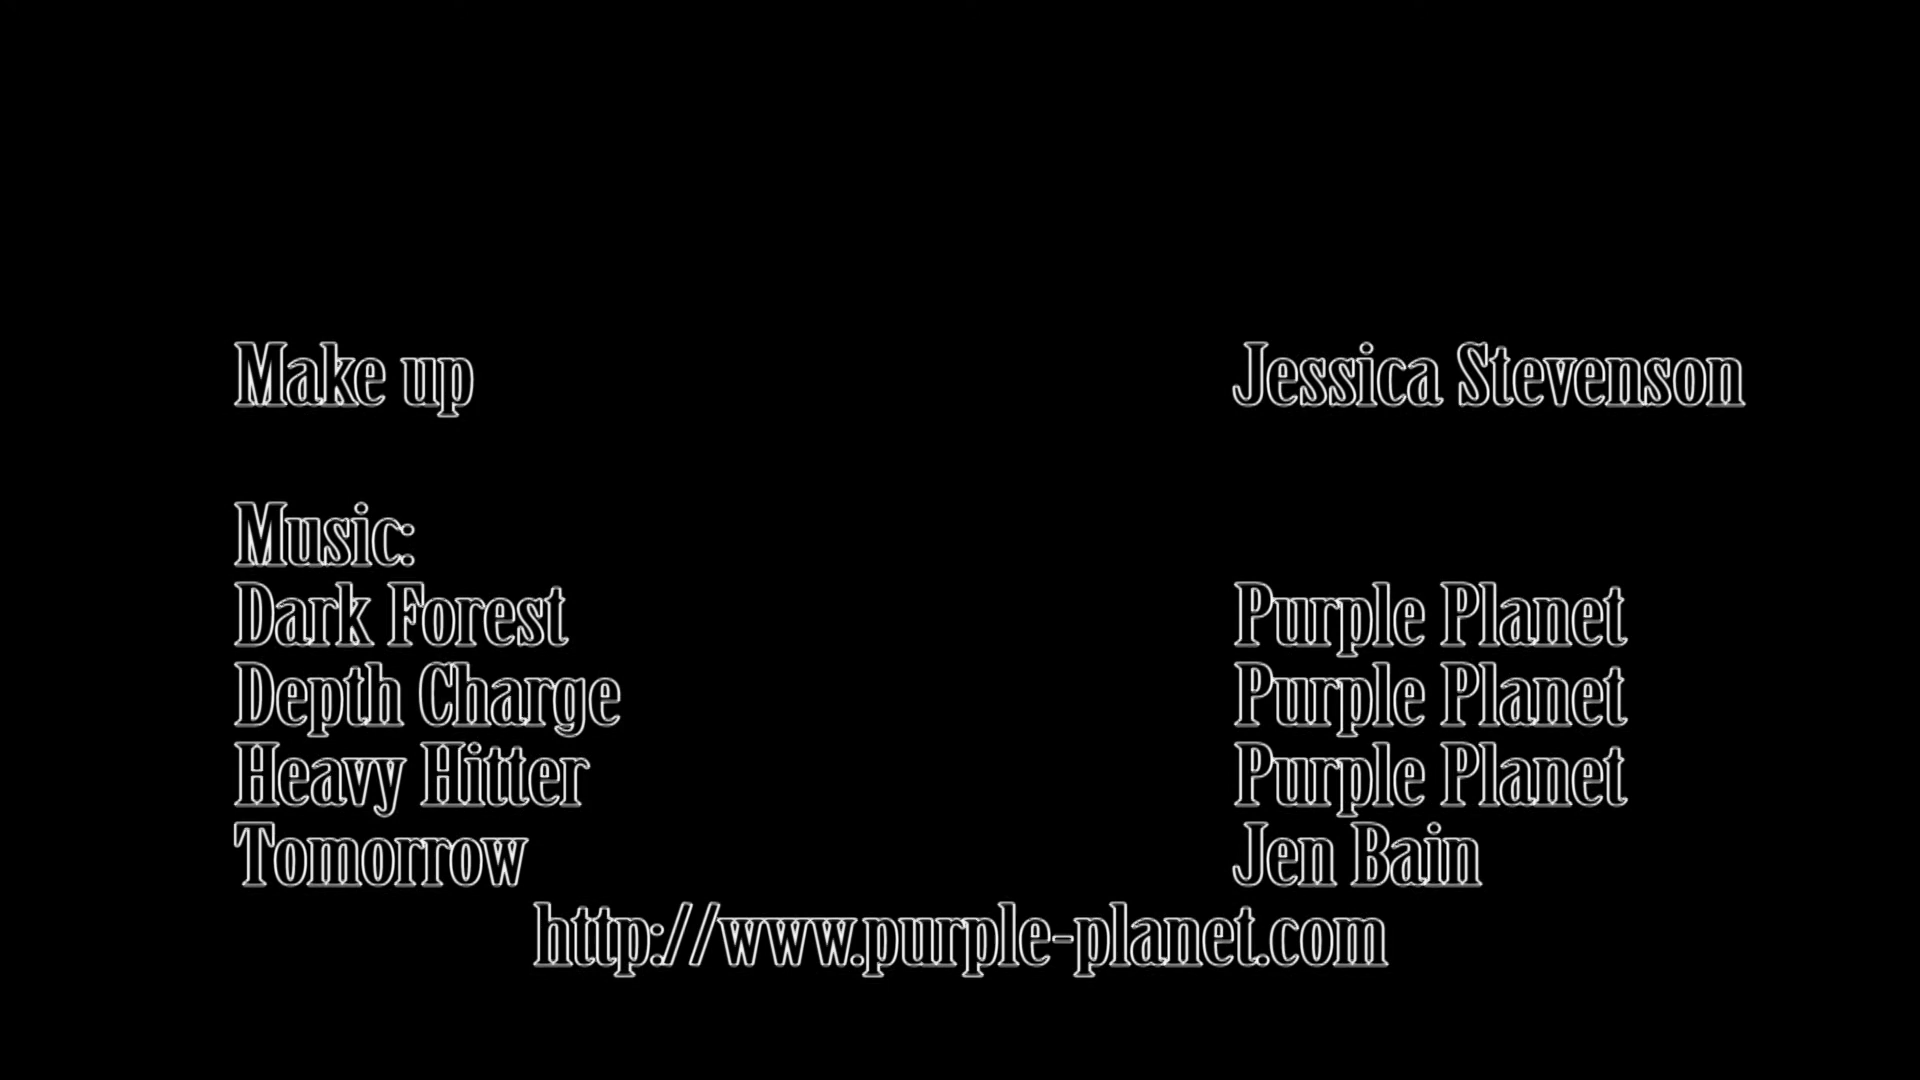 Make up Jessica Stevenson
Music:
Dark Forest Purple Planet
Depth Charge Purple Planet
Heavy Hitter Purple Planet
Tomorrow Jen Bain
http://www.purple-planet.com